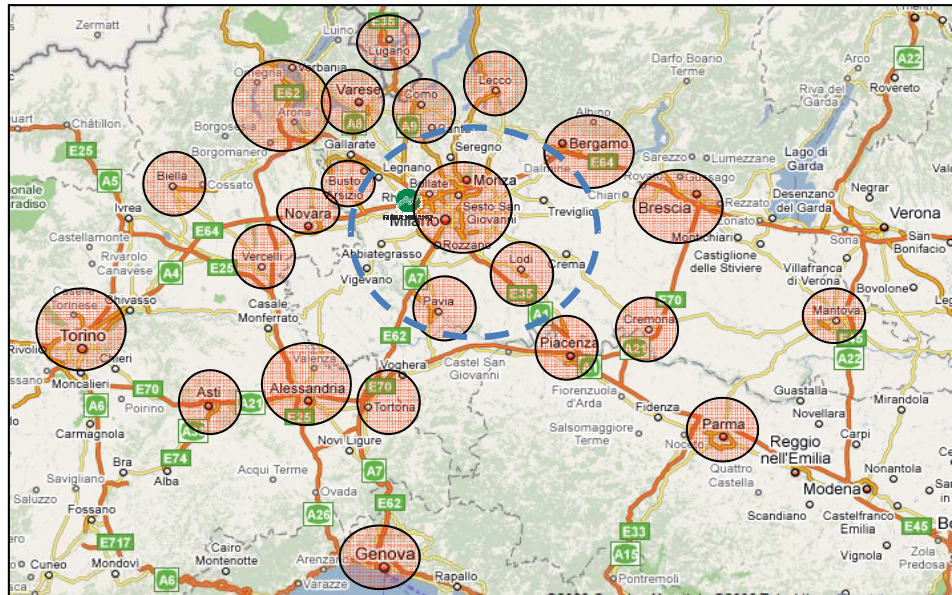 Zermatt
E35
Luino
Lugano
Omegna
Verbania
E62
Arona
Varese
Como
Lecco
Darfo Boario
Terme
Arco
A22
Rovereto
Riva del
Garda
Châtillon
E25
A5
Borgosesia
Borgomanero
A8
A9
Gallarate
Legnano
Seregno
Albino
Bergamo
E64
Dalmine
Sarezzo
Lumezzane
Lago di
Garda
Biella
Cossato
Busto
Arsizio
Bollate
Monza
Sesto San
Giovanni
Milano
Rozzano
Treviglio
Chiari
Rovato
Gussago
Brescia
Rezzato
Montichiari
Desenzano
del Garda
Castiglione
delle Stiviere
Negrar
Verona
Sona
San
Bonifacio
Villafranca
di Verona
Bovolone
Ivrea
E64
Novara
Castellamonte
Rivarolo
Canavese
A4
E25
Vercelli
Abbiategrasso
Vigevano
A7
Lodi
Crema
E35
A1
E70
Chivasso
Torino
Rivoli
Moncalieri
Chieri
Casale
Monferrato
Pavia
E62
Cremona
A21
Piacenza
Mantova
E45
A22
Voghera
Castel San
Giovanni
Fiorenzuola
d'Arda
Fidenza
Salsomaggiore
Terme
Valenza
Alessandria
E70
Tortona
E25
Asti
A21
E70
Poirino
A6
Carmagnola
E74
Alba
Bra
Savigliano
Saluzzo
Fossano
E717
Cuneo
Mondovì
Novi Ligure
A7
Acqui Terme
Ovada
E62
A26
Cairo
Montenotte
A6
Arenzano
Varazze
Genova
Rapallo
Parma
Noceto
Quattro
Castella
Reggio
nell'Emilia
Guastalla
Novellara
Mirandola
Carpi
Modena
Nonantola
Scandiano
Castelfranco
Emilia
E45
Vignola
Zola
Predosa
E33
A15
Pontremoli